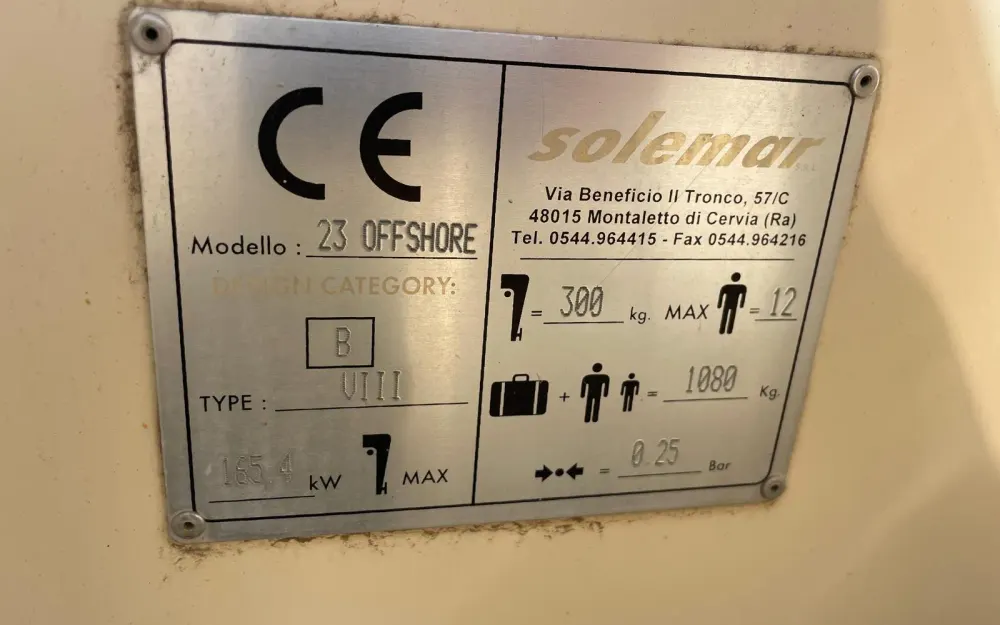 CE
Modello : 23 OFFSHORE
DESIGN CATEGORY:
B
TYPE : VIII
165,4 kW MAX
solemar
Via Beneficio II Tronco, 57/C
48015 Montaletto di Cervia (Ra)
Tel. 0544.964415 - Fax 0544.964216
= 300 kg. MAX = 12
+ = 1080 Kg.
= 0.25 Bar